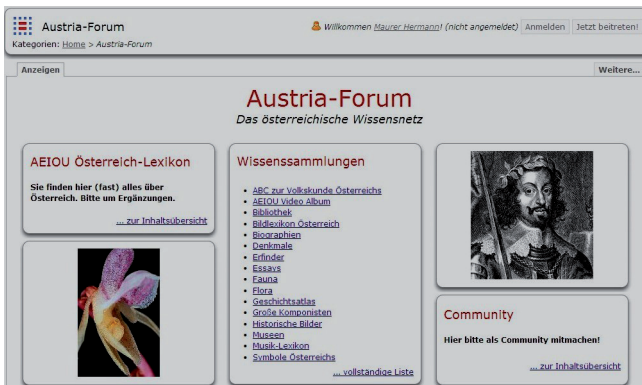 Austria-Forum
Willkommen Maurer Hermann! (nicht angemeldet) Anmelden Jetzt beitreten!
Kategorien: Home > Austria-Forum
Anzeigen
Weitere...
Austria-Forum
Das österreichische Wissensnetz
AEIOU Österreich-Lexikon
Sie finden hier (fast) alles über
Österreich. Bitte um Ergänzungen.
... zur Inhaltsübersicht
Wissenssammlungen
ABC zur Volkskunde Österreichs
AEIOU Video Album
Bibliothek
Bildlexikon Österreich
Biographien
Denkmale
Erfinder
Essays
Fauna
Flora
Geschichtsatlas
Große Komponisten
Historische Bilder
Museen
Musik-Lexikon
Symbole Österreichs
... vollständige Liste
Community
Hier bitte als Community mitmachen!
... zur Inhaltsübersicht